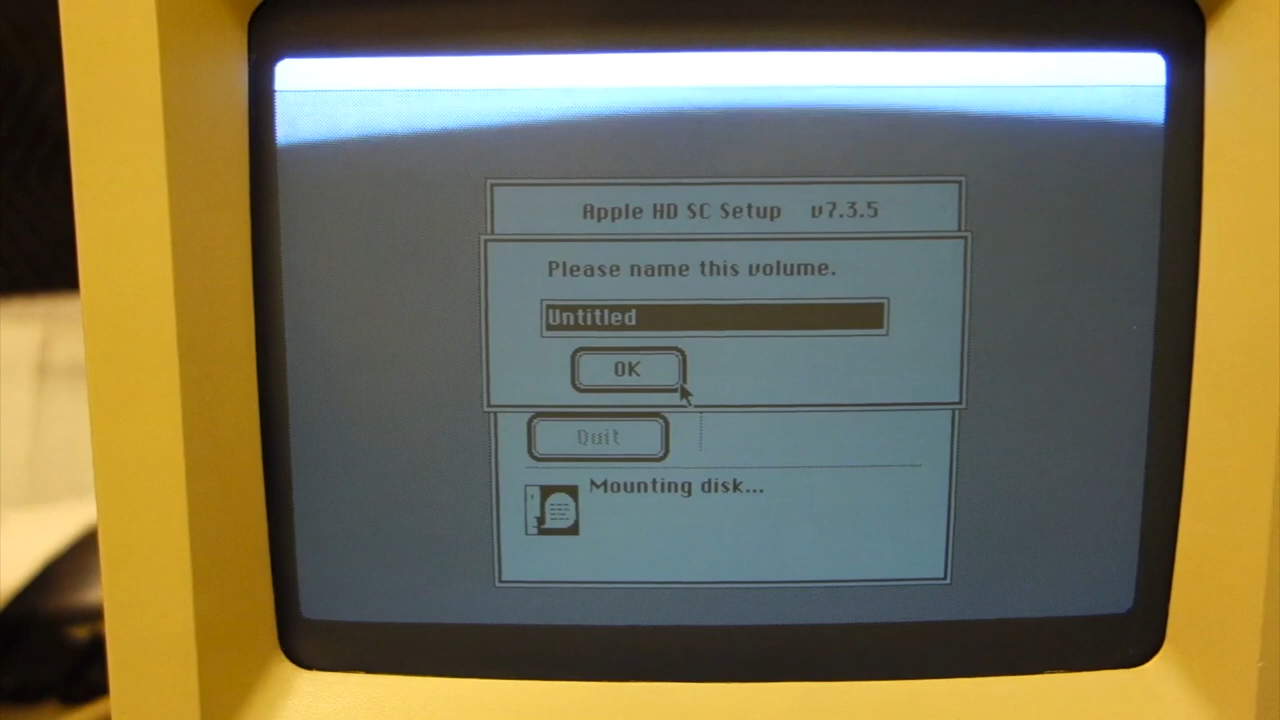 Apple HD SC Setup v7.3.5
Please name this volume.
Untitled
OK
Quit
Mounting disk...